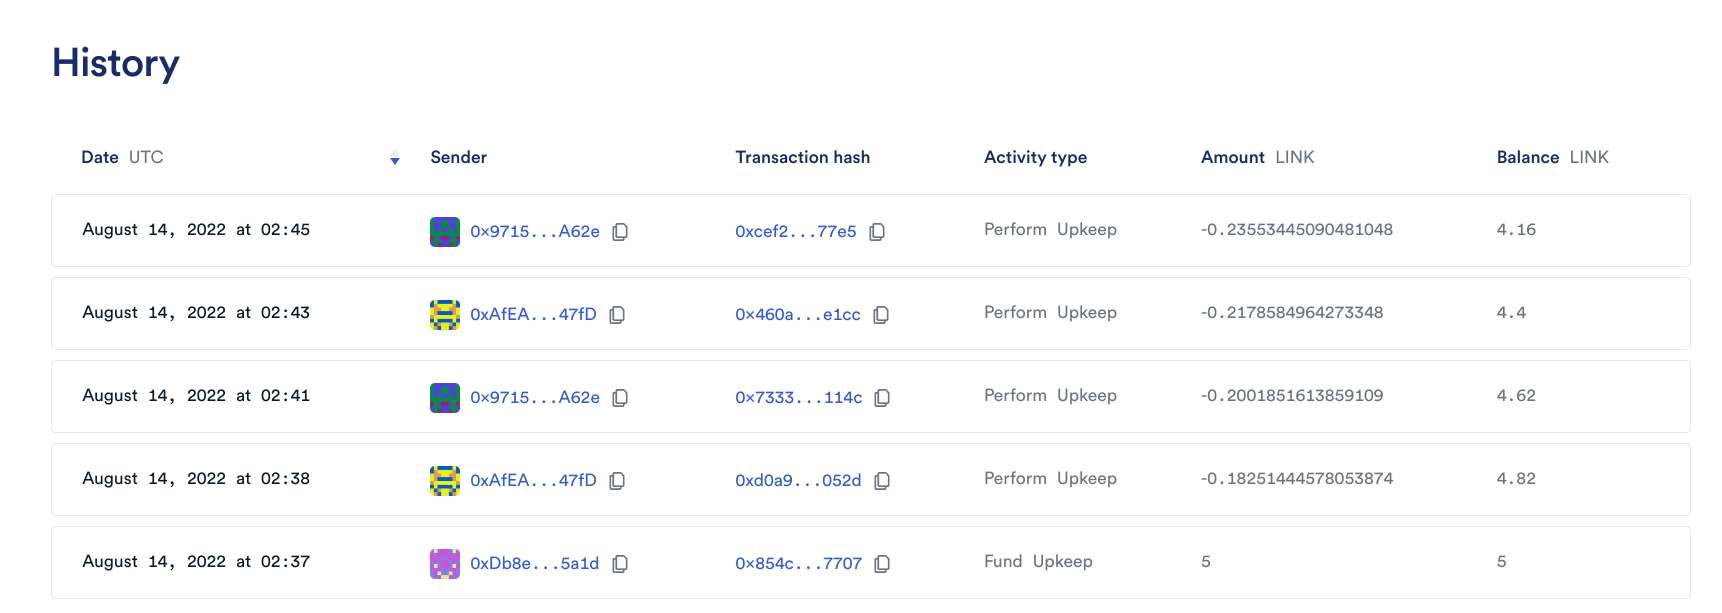 History
Date UTC Sender Transaction hash Activity type Amount LINK Balance LINK
August 14, 2022 at 02:45 0x9715...A62e 0xcef2...77e5 Perform Upkeep -0.23553445090481048 4.16
August 14, 2022 at 02:43 0xAfEA...47fD 0x460a...e1cc Perform Upkeep -0.2178584964273348 4.4
August 14, 2022 at 02:41 0x9715...A62e 0x7333...114c Perform Upkeep -0.2001851613859109 4.62
August 14, 2022 at 02:38 0xAfEA...47fD 0xd0a9...052d Perform Upkeep -0.18251444578053874 4.82
August 14, 2022 at 02:37 0xDb8e...5a1d 0x854c...7707 Fund Upkeep 5 5